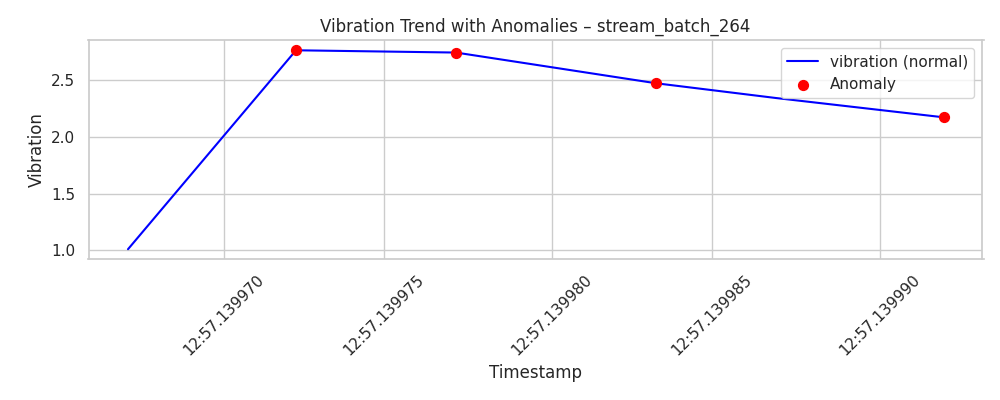 Vibration Trend with Anomalies – stream_batch_264
vibration (normal)
Anomaly
Vibration
2.5
2.0
1.5
1.0
12:57.139970
12:57.139975
12:57.139980
12:57.139985
12:57.139990
Timestamp